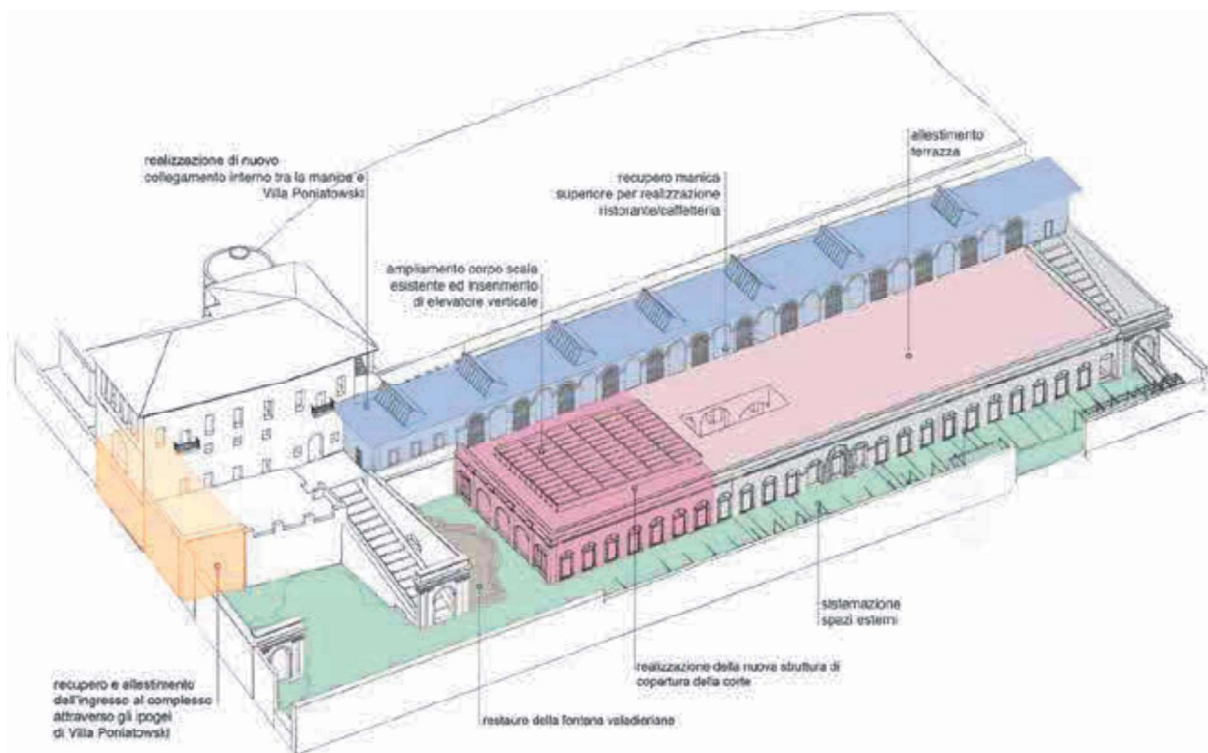 realizzazione di nuovo
collegamento interno tra la manica e
Villa Poniatowski
recupero manica
superiore per realizzazione
ristorante/caffetteria
allestimento
terrazza
ampliamento corpo scala
esistente ed inserimento
di elevatore verticale
sistemazione
spazi esterni
realizzazione della nuova struttura di
copertura della corte
restauro della fontana valadieriana
recupero e allestimento
dell'ingresso al complesso
attraverso gli ipogei
di Villa Poniatowski